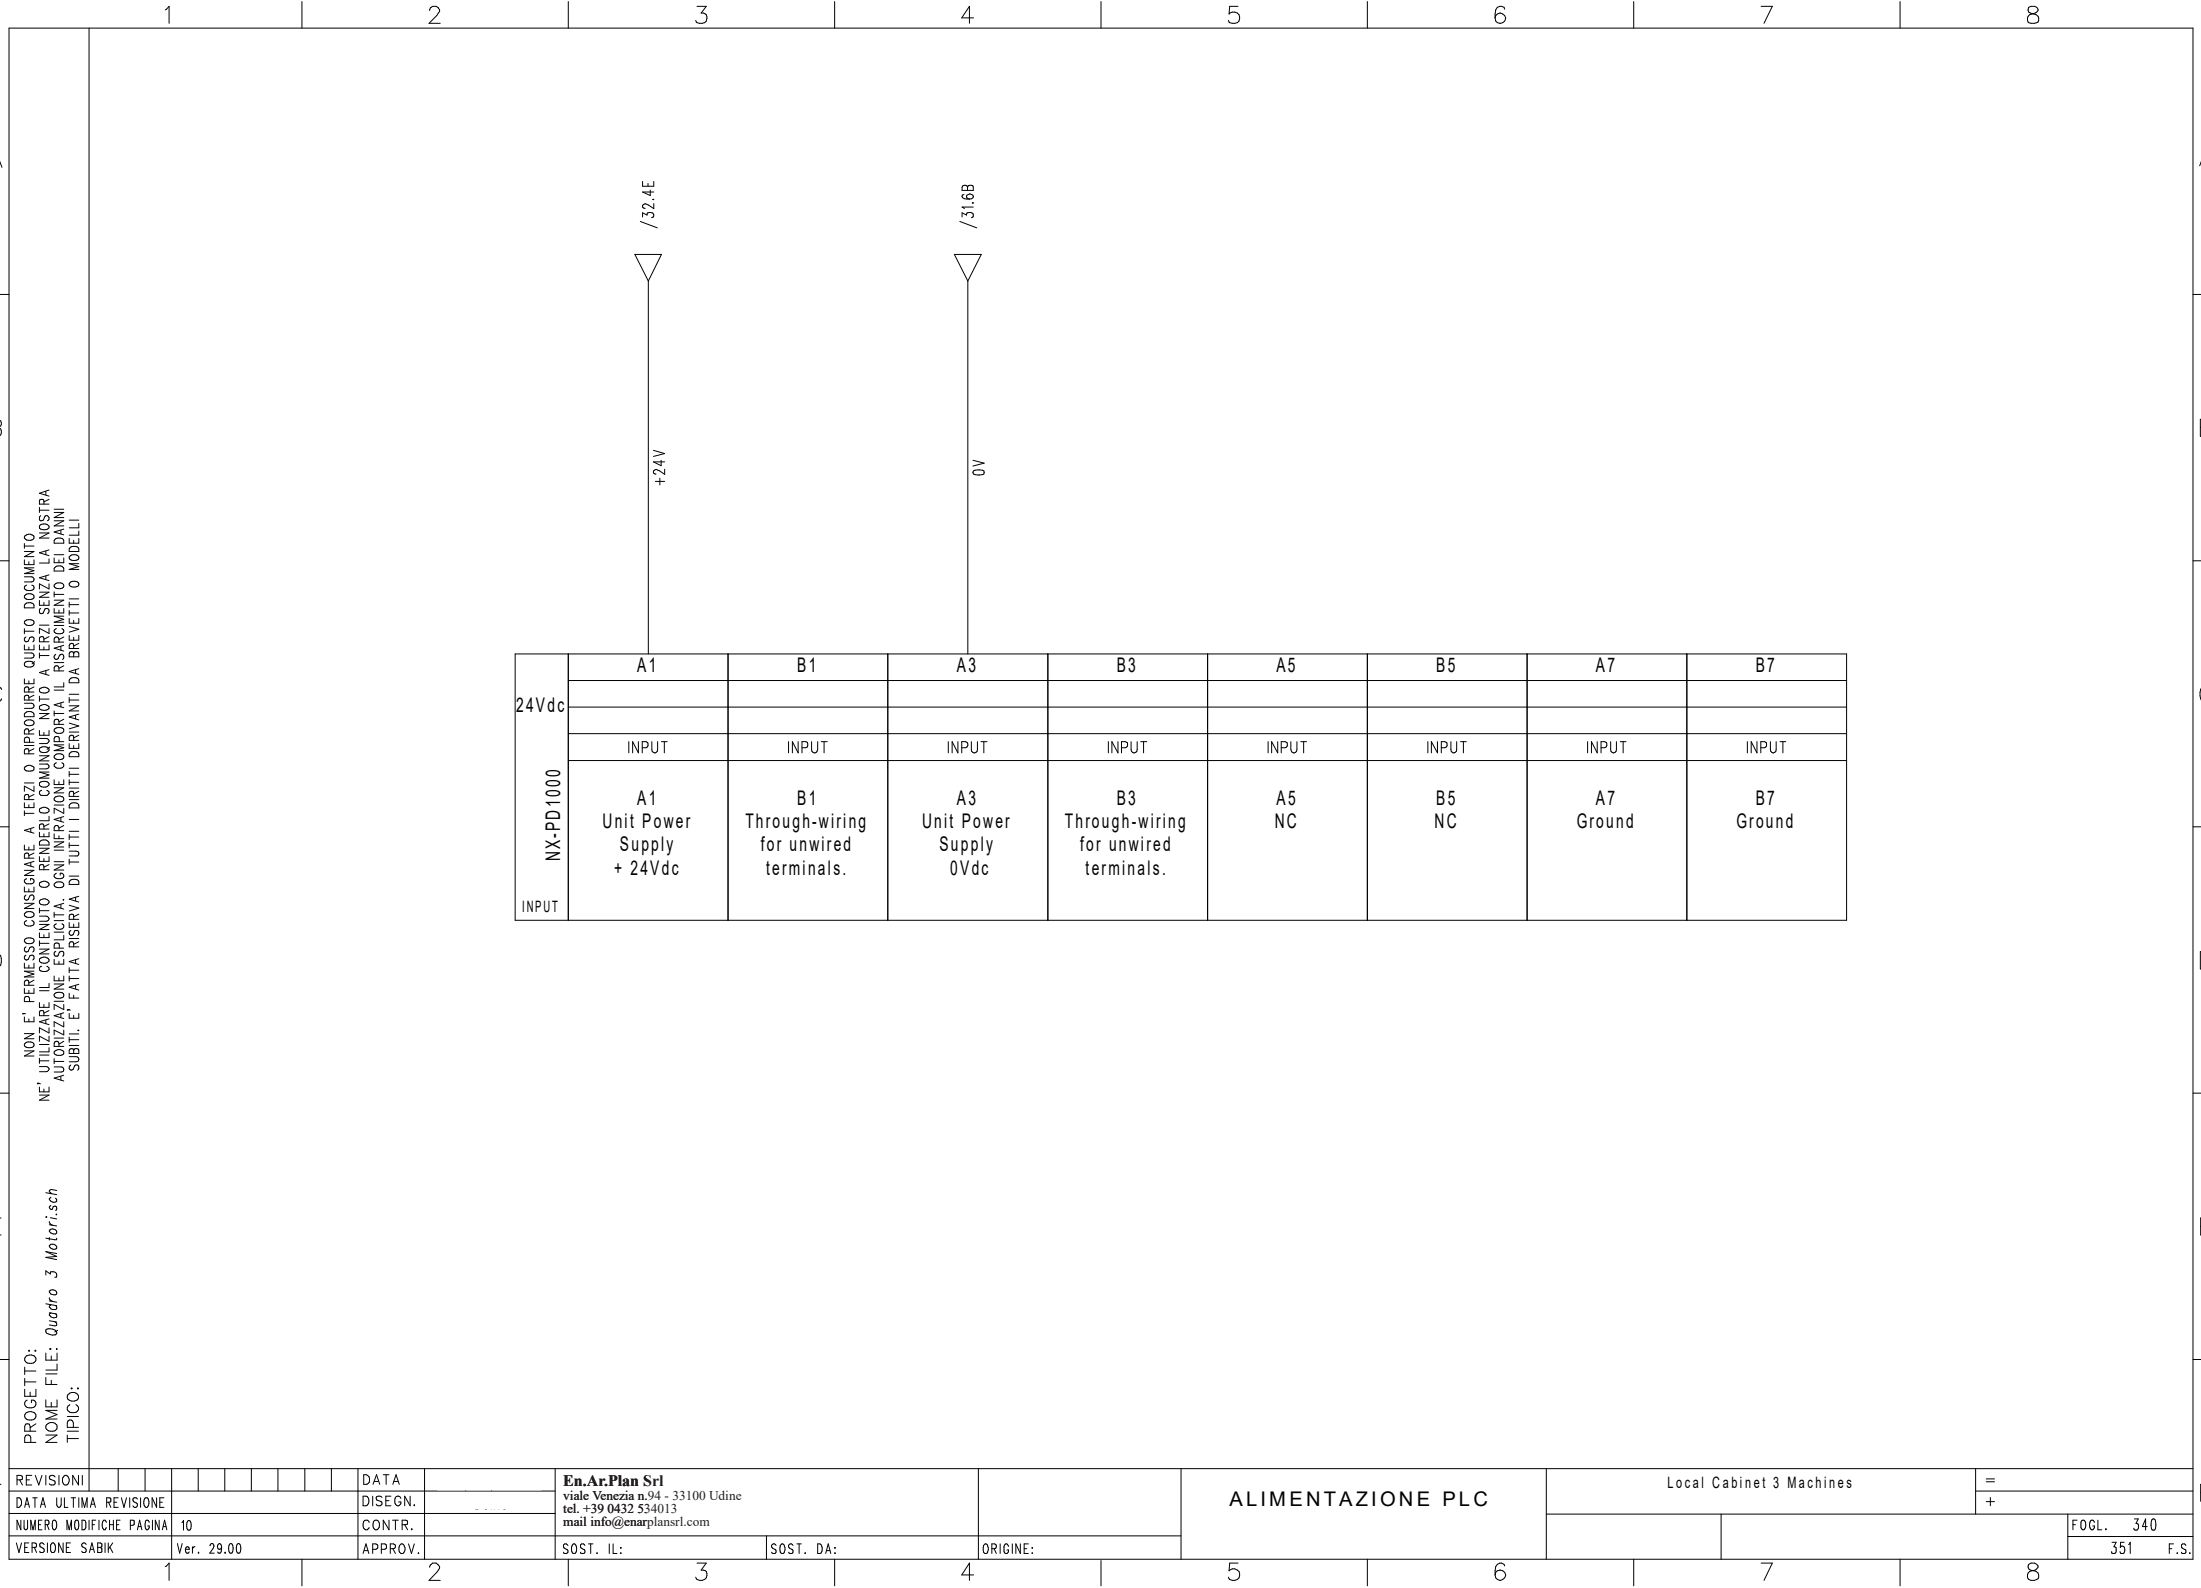 1 2 3 4 5 6 7 8
/32.4E
/31.6B
+24V
0V
A1 B1 A3 B3 A5 B5 A7 B7
24Vdc
INPUT INPUT INPUT INPUT INPUT INPUT INPUT INPUT
NX-PD1000
INPUT
A1
Unit Power
Supply
+ 24Vdc
B1
Through-wiring
for unwired
terminals.
A3
Unit Power
Supply
0Vdc
B3
Through-wiring
for unwired
terminals.
A5
NC
B5
NC
A7
Ground
B7
Ground
NON E' PERMESSO CONSEGNARE A TERZI O RIPRODURRE QUESTO DOCUMENTO
NE' UTILIZZARE IL CONTENUTO O RENDERLO COMUNQUE NOTO A TERZI SENZA LA NOSTRA
AUTORIZZAZIONE ESPLICITA. OGNI INFRAZIONE COMPORTA IL RISARCIMENTO DEI DANNI
SUBITI. E' FATTA RISERVA DI TUTTI I DIRITTI DERIVANTI DA BREVETTI O MODELLI
PROGETTO:
NOME FILE: Quadro 3 Motori.sch
TIPICO:
REVISIONI
DATA ULTIMA REVISIONE
NUMERO MODIFICHE PAGINA 10
VERSIONE SABIK Ver. 29.00
DATA
DISEGN.
CONTR.
APPROV.
En.Ar.Plan Srl
viale Venezia n.94 - 33100 Udine
tel. +39 0432 534013
mail info@enarplansrl.com
SOST. IL: SOST. DA: ORIGINE:
ALIMENTAZIONE PLC
Local Cabinet 3 Machines
=
+
FOGL. 340
351 F.S.
1 2 3 4 5 6 7 8